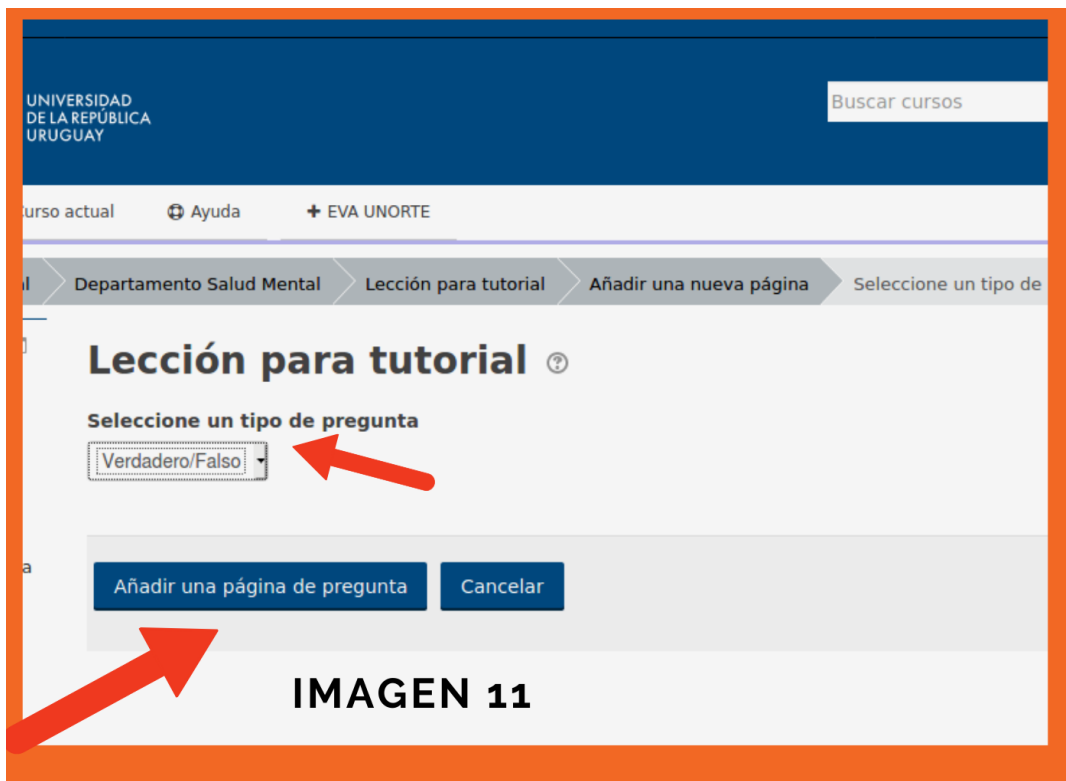 UNIVERSIDAD
DE LA REPÚBLICA
URUGUAY
Buscar cursos
urso actual
Ayuda
+ EVA UNORTE
Departamento Salud Mental
Lección para tutorial
Añadir una nueva página
Seleccione un tipo de
Lección para tutorial
Seleccione un tipo de pregunta
Verdadero/Falso
a
Añadir una página de pregunta
Cancelar
IMAGEN 11